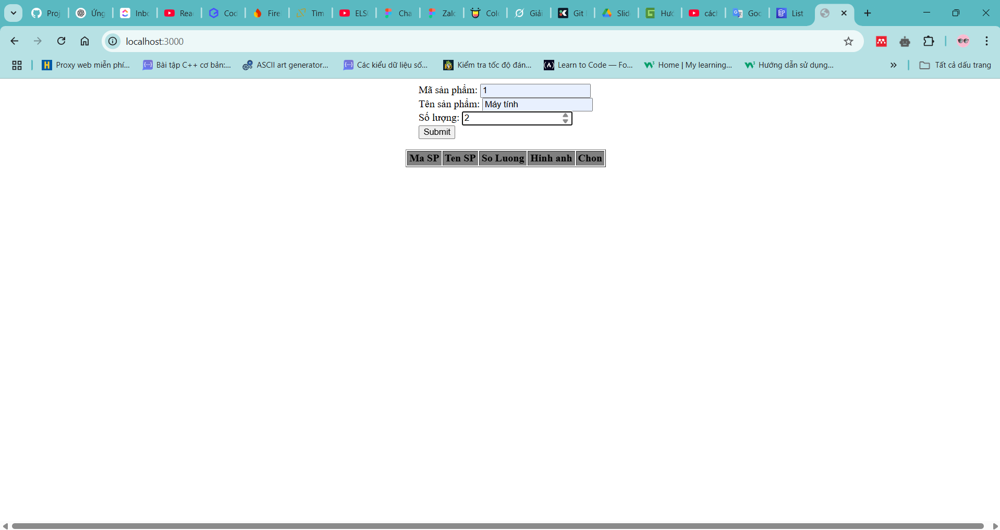 Proj Ứng Inbo Rea Cod Fire Tìm ELS Cha Zalo Colo Giải Git Slid Hướ cách Goo List
localhost:3000
Proxy web miễn phí... Bài tập C++ cơ bản:... ASCII art generator... Các kiểu dữ liệu số... Kiểm tra tốc độ đán... Learn to Code — Fo... Home | My learning... Hướng dẫn sử dụng... Tất cả dấu trang
Mã sản phẩm: 1
Tên sản phẩm: Máy tính
Số lượng: 2
Submit
Ma SP Ten SP So Luong Hinh anh Chon